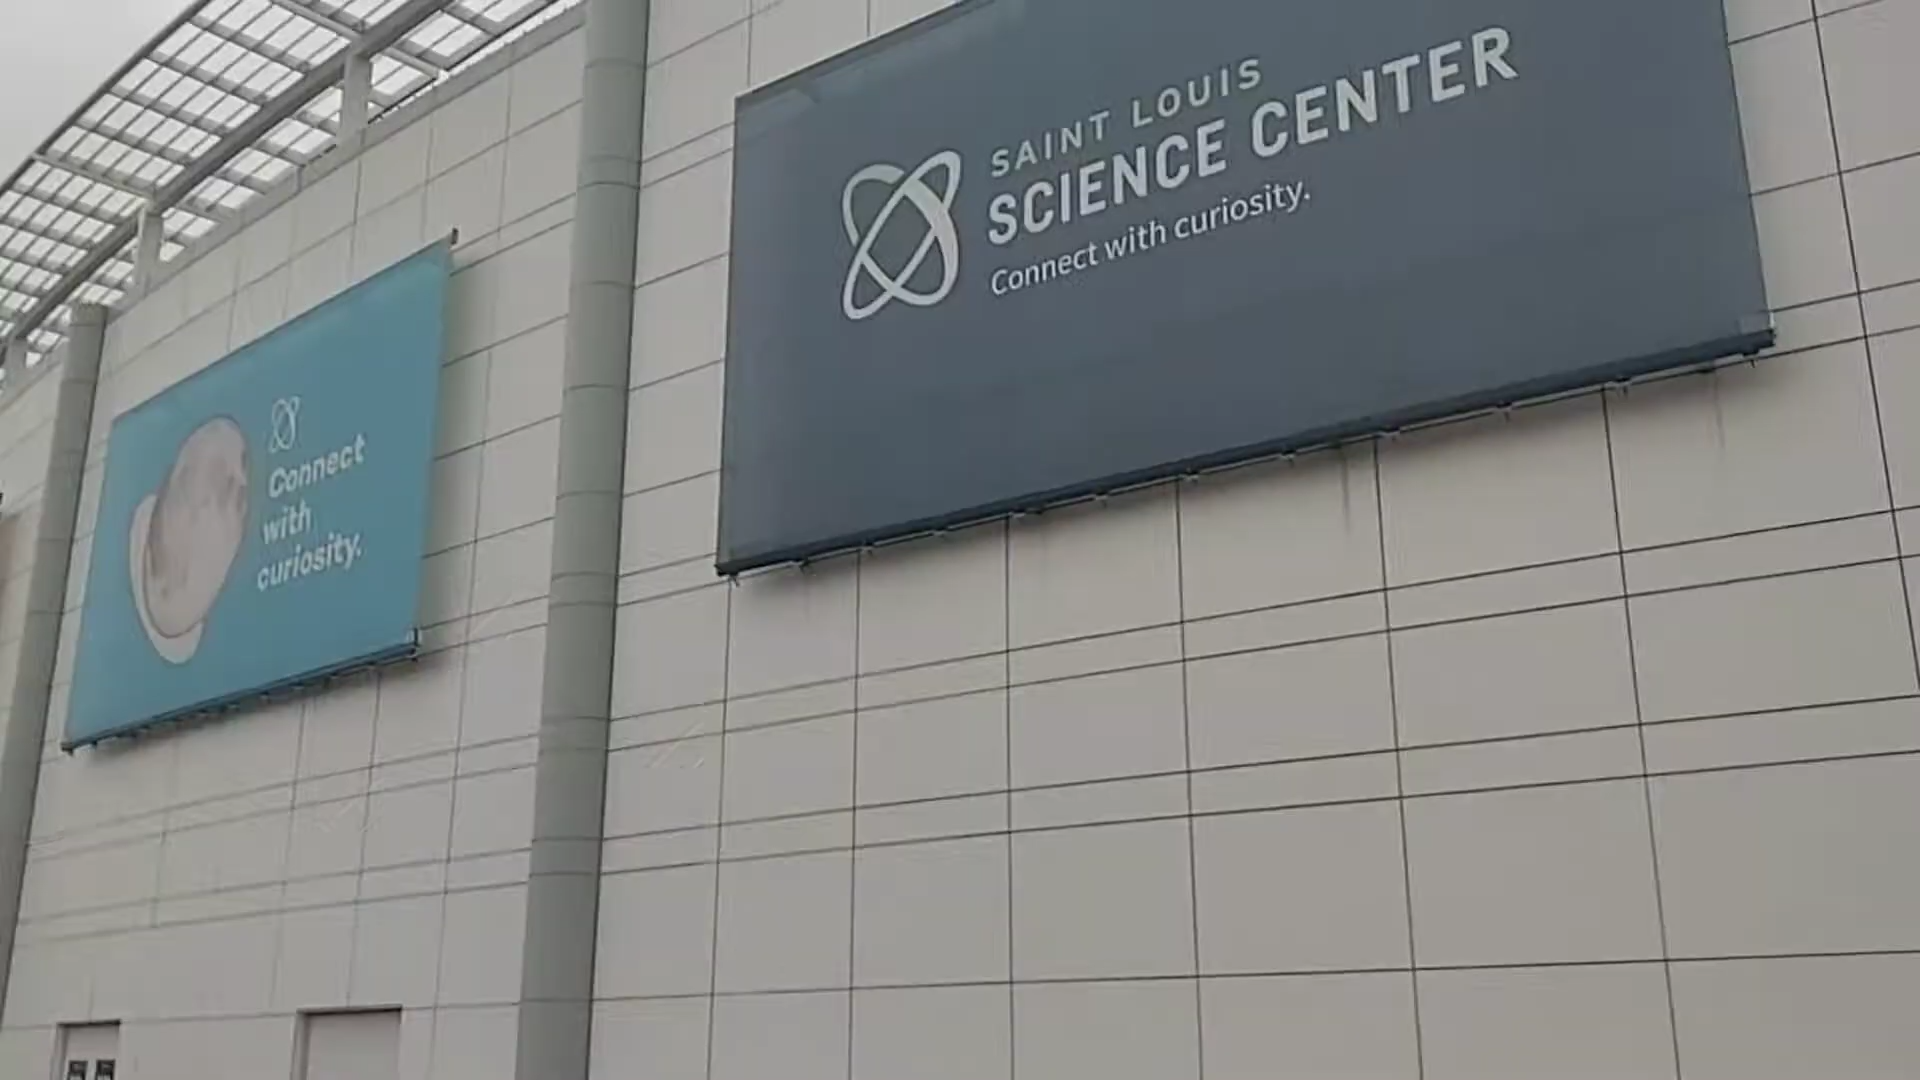 SAINT LOUIS
SCIENCE CENTER
Connect with curiosity.
Connect
with
curiosity.